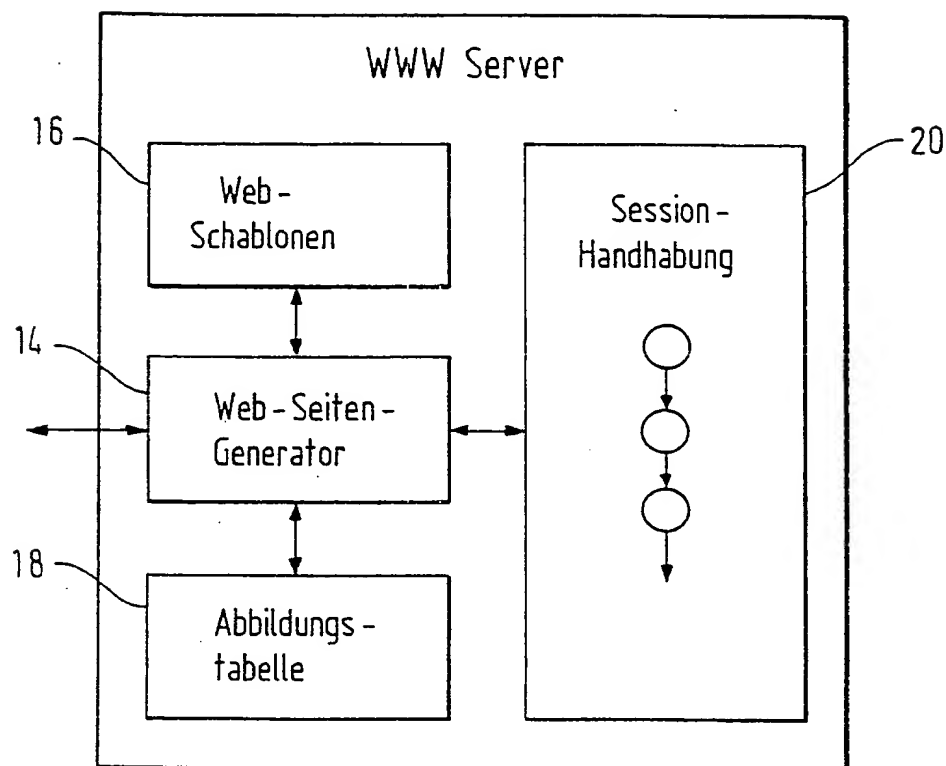 WWW Server
16
20
Web-
Schablonen
Session-
Handhabung
14
Web-Seiten-
Generator
18
Abbildungs-
tabelle